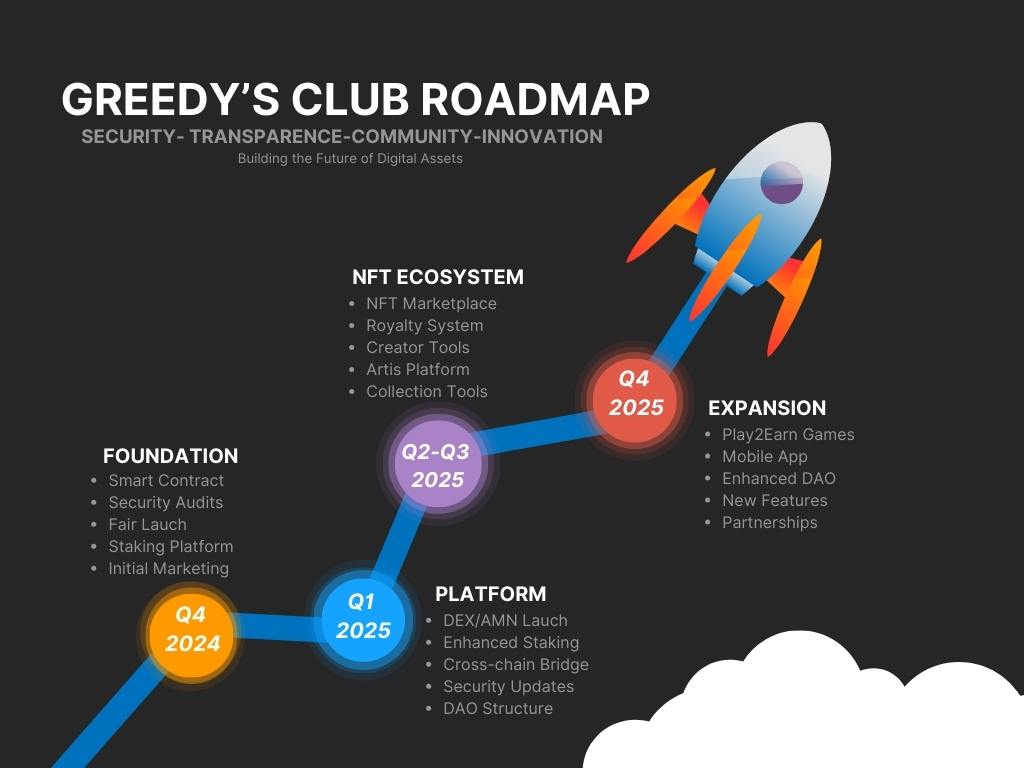 GREEDY’S CLUB ROADMAP
SECURITY- TRANSPARENCE-COMMUNITY-INNOVATION
Building the Future of Digital Assets
NFT ECOSYSTEM
• NFT Marketplace
• Royalty System
• Creator Tools
• Artis Platform
• Collection Tools
Q4
2025
EXPANSION
• Play2Earn Games
• Mobile App
• Enhanced DAO
• New Features
• Partnerships
Q2-Q3
2025
FOUNDATION
• Smart Contract
• Security Audits
• Fair Lauch
• Staking Platform
• Initial Marketing
Q4
2024
Q1
2025
PLATFORM
• DEX/AMN Lauch
• Enhanced Staking
• Cross-chain Bridge
• Security Updates
• DAO Structure